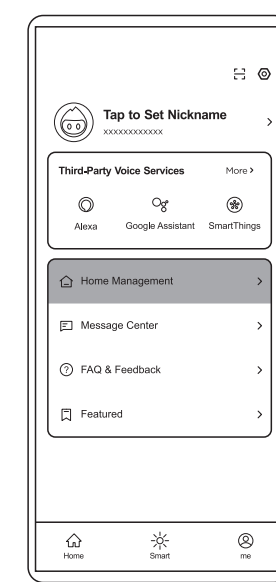 Tap to Set Nickname
xxxxxxxxxxxx
Third-Party Voice Services More >
Alexa Google Assistant SmartThings
Home Management
Message Center
FAQ & Feedback
Featured
Home Smart me